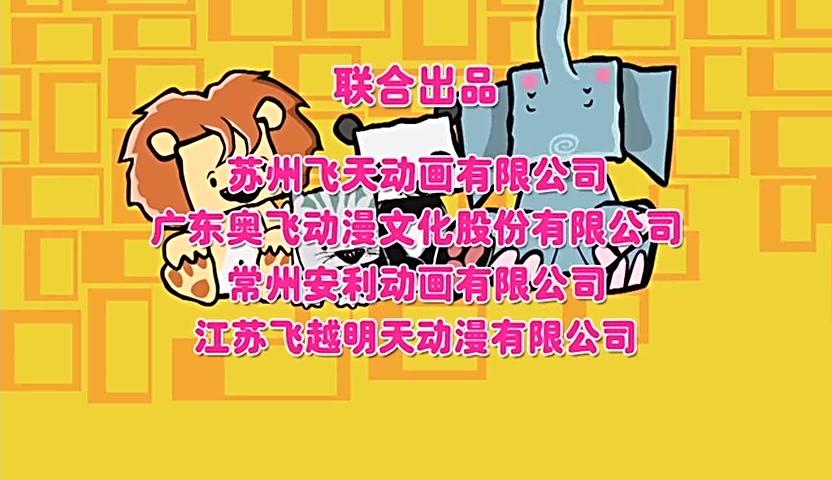 联合出品
苏州飞天动画有限公司
广东奥飞动漫文化股份有限公司
常州安利动画有限公司
江苏飞越明天动漫有限公司